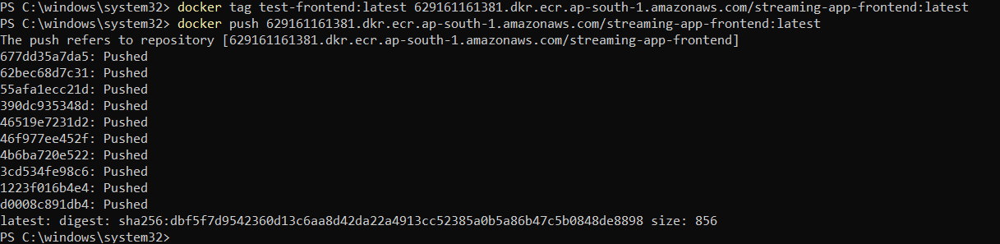 PS C:\windows\system32> docker tag test-frontend:latest 629161161381.dkr.ecr.ap-south-1.amazonaws.com/streaming-app-frontend:latest
PS C:\windows\system32> docker push 629161161381.dkr.ecr.ap-south-1.amazonaws.com/streaming-app-frontend:latest
The push refers to repository [629161161381.dkr.ecr.ap-south-1.amazonaws.com/streaming-app-frontend]
677dd35a7da5: Pushed
62bec68d7c31: Pushed
55afa1ecc21d: Pushed
390dc935348d: Pushed
46519e7231d2: Pushed
46f977ee452f: Pushed
4b6ba720e522: Pushed
3cd534fe98c6: Pushed
1223f016b4e4: Pushed
d0008c891db4: Pushed
latest: digest: sha256:dbf5f7d9542360d13c6aa8d42da22a4913cc52385a0b5a86b47c5b0848de8898 size: 856
PS C:\windows\system32>